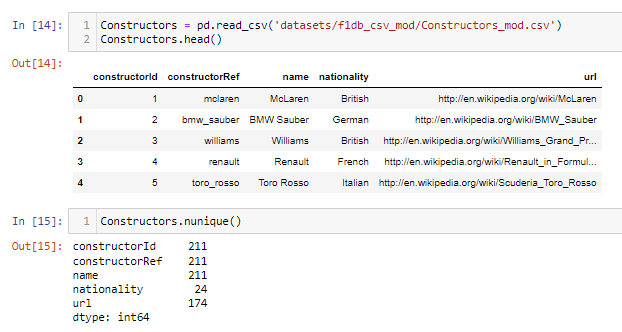 In [14]: 1 Constructors = pd.read_csv('datasets/f1db_csv_mod/Constructors_mod.csv')
2 Constructors.head()
Out[14]:
constructorId constructorRef name nationality url
0 1 mclaren McLaren British http://en.wikipedia.org/wiki/McLaren
1 2 bmw_sauber BMW Sauber German http://en.wikipedia.org/wiki/BMW_Sauber
2 3 williams Williams British http://en.wikipedia.org/wiki/Williams_Grand_Pr...
3 4 renault Renault French http://en.wikipedia.org/wiki/Renault_in_Formul...
4 5 toro_rosso Toro Rosso Italian http://en.wikipedia.org/wiki/Scuderia_Toro_Rosso
In [15]: 1 Constructors.nunique()
Out[15]: constructorId 211
constructorRef 211
name 211
nationality 24
url 174
dtype: int64